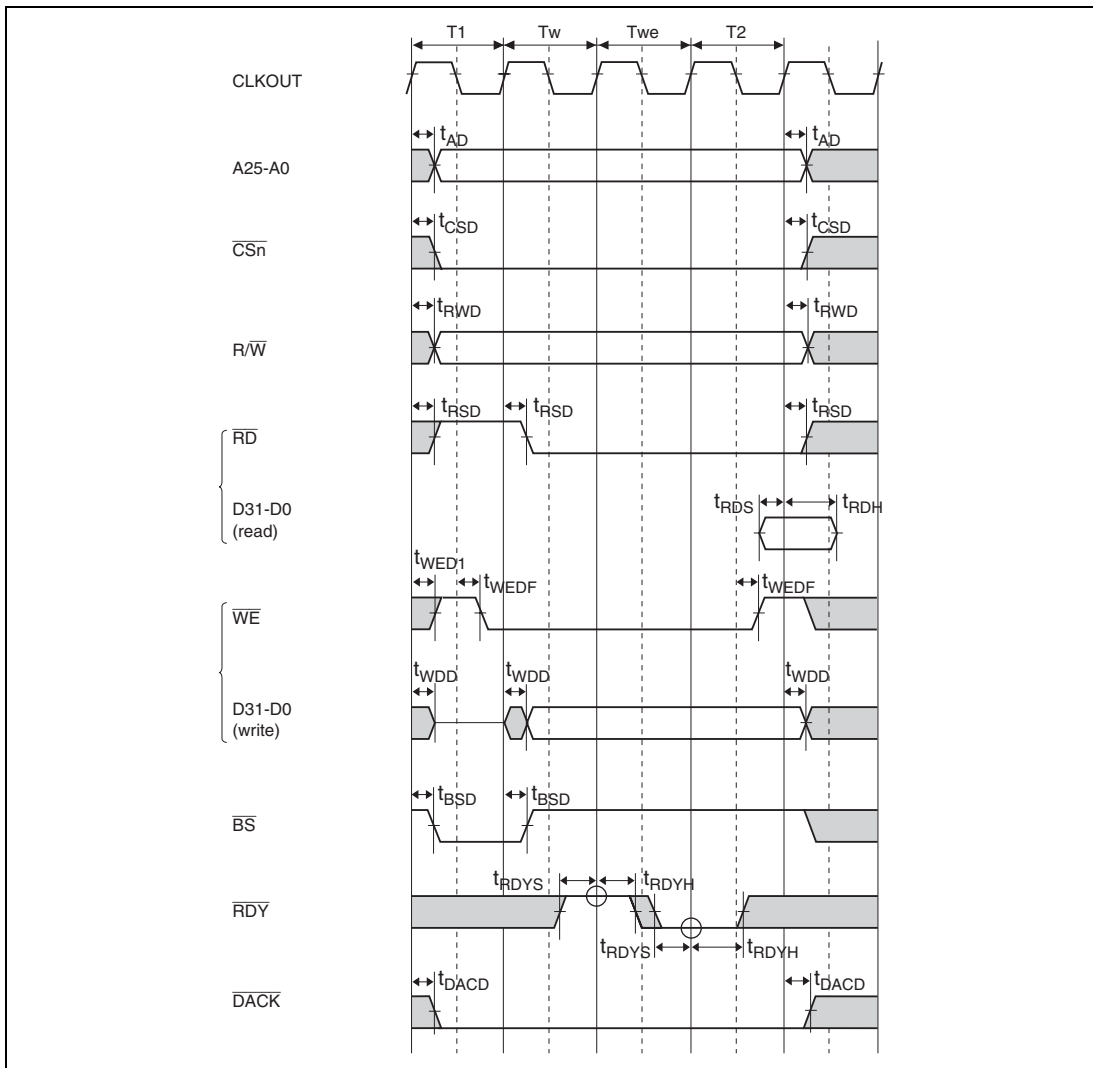 T1 Tw Twe T2
CLKOUT
tAD tAD
A25-A0
tCSD tCSD
CSn
tRWD tRWD
R/W
tRSD tRSD tRSD
RD
tRDS tRDH
D31-D0
(read)
tWED1 tWEDF tWEDF
WE
tWDD tWDD tWDD
D31-D0
(write)
tBSD tBSD
BS
tRDYS tRDYH
RDY
tRDYS tRDYH
tDACD tDACD
DACK